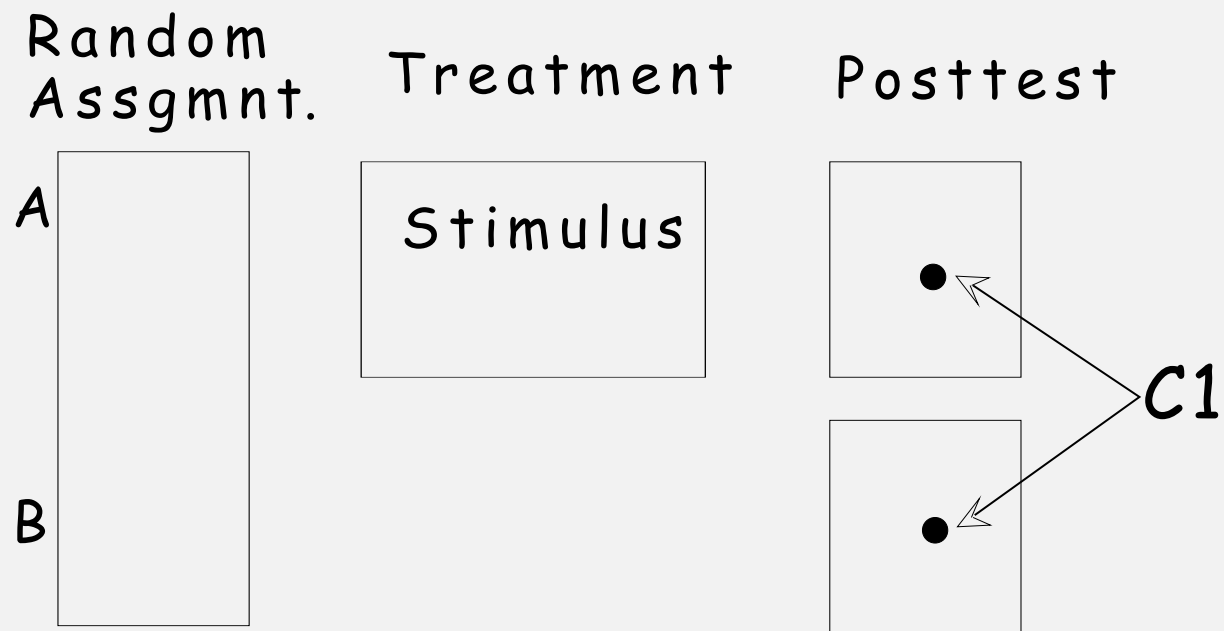 Random
Assgmnt.
Treatment
Posttest
A
Stimulus
C1
B